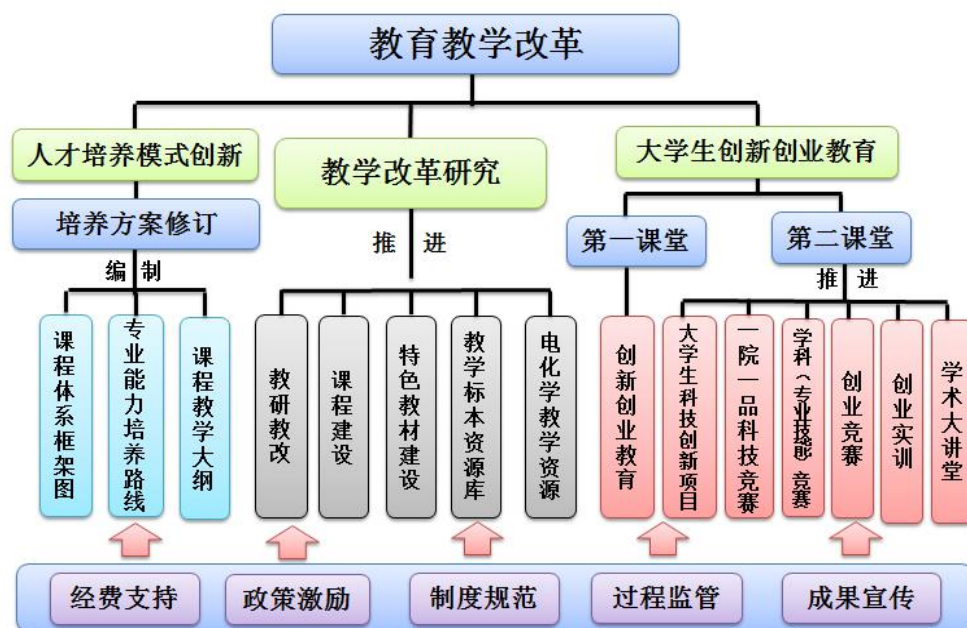 教育教学改革
人才培养模式创新
教学改革研究
大学生创新创业教育
培养方案修订
第一课堂
第二课堂
编制
推进
推进
课程体系框架图
专业能力培养路线
课程教学大纲
教研教改
课程建设
特色教材建设
教学标本资源库
电化学教学资源
创新创业教育
大学生科技创新项目
一院一品科技竞赛
学科(专业技能)竞赛
创业竞赛
创业实训
学术大讲堂
经费支持
政策激励
制度规范
过程监管
成果宣传